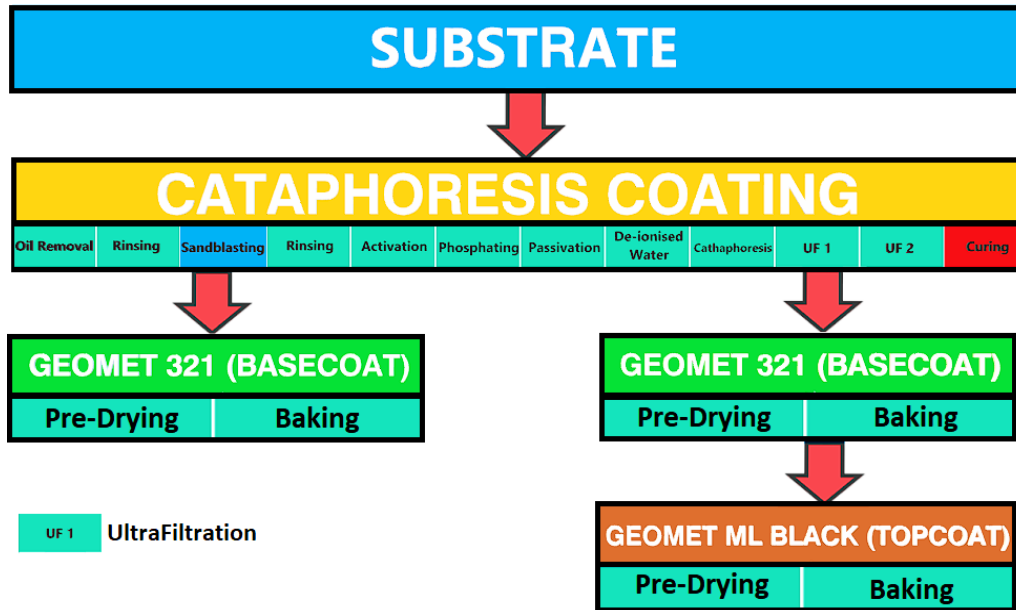 SUBSTRATE
CATAPHORESIS COATING
Oil Removal
Rinsing
Sandblasting
Rinsing
Activation
Phosphating
Passivation
De-ionised
Water
Cathaphoresis
UF 1
UF 2
Curing
GEOMET 321 (BASECOAT)
Pre-Drying
Baking
GEOMET 321 (BASECOAT)
Pre-Drying
Baking
UF 1
UltraFiltration
GEOMET ML BLACK (TOPCOAT)
Pre-Drying
Baking